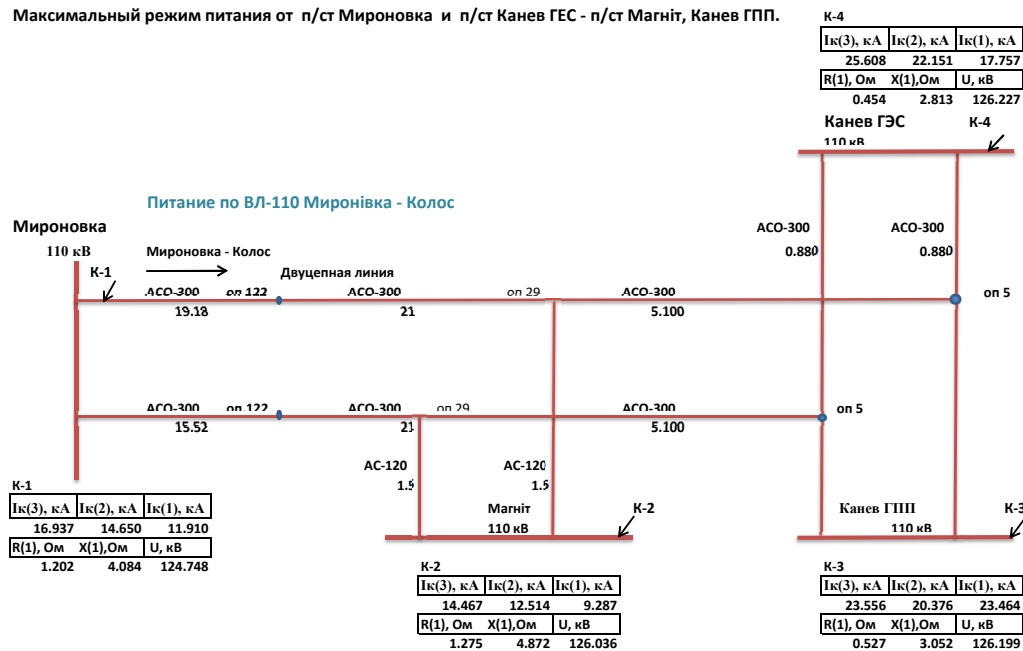 Максимальный режим питания от п/ст Мироновка и п/ст Канев ГЕС - п/ст Магніт, Канев ГПП.
К-4
Iк(3), кА Iк(2), кА Iк(1), кА
25.608 22.151 17.757
R(1), Ом X(1),Ом U, кВ
0.454 2.813 126.227
Канев ГЭС К-4
110 кВ
Питание по ВЛ-110 Миронівка - Колос
Мироновка
110 кВ
Мироновка - Колос
К-1
Двуцепная линия
АСО-300 АСО-300
0.880 0.880
АСО-300 оп 122 АСО-300 оп 29 АСО-300 оп 5
19.18 21 5.100
АСО-300 оп 122 АСО-300 оп 29 АСО-300 оп 5
15.52 21 5.100
АС-120 АС-120
1.5 1.5
Магніт К-2
110 кВ
Канев ГПП К-3
110 кВ
К-1
Iк(3), кА Iк(2), кА Iк(1), кА
16.937 14.650 11.910
R(1), Ом X(1),Ом U, кВ
1.202 4.084 124.748
К-2
Iк(3), кА Iк(2), кА Iк(1), кА
14.467 12.514 9.287
R(1), Ом X(1),Ом U, кВ
1.275 4.872 126.036
К-3
Iк(3), кА Iк(2), кА Iк(1), кА
23.556 20.376 23.464
R(1), Ом X(1),Ом U, кВ
0.527 3.052 126.199